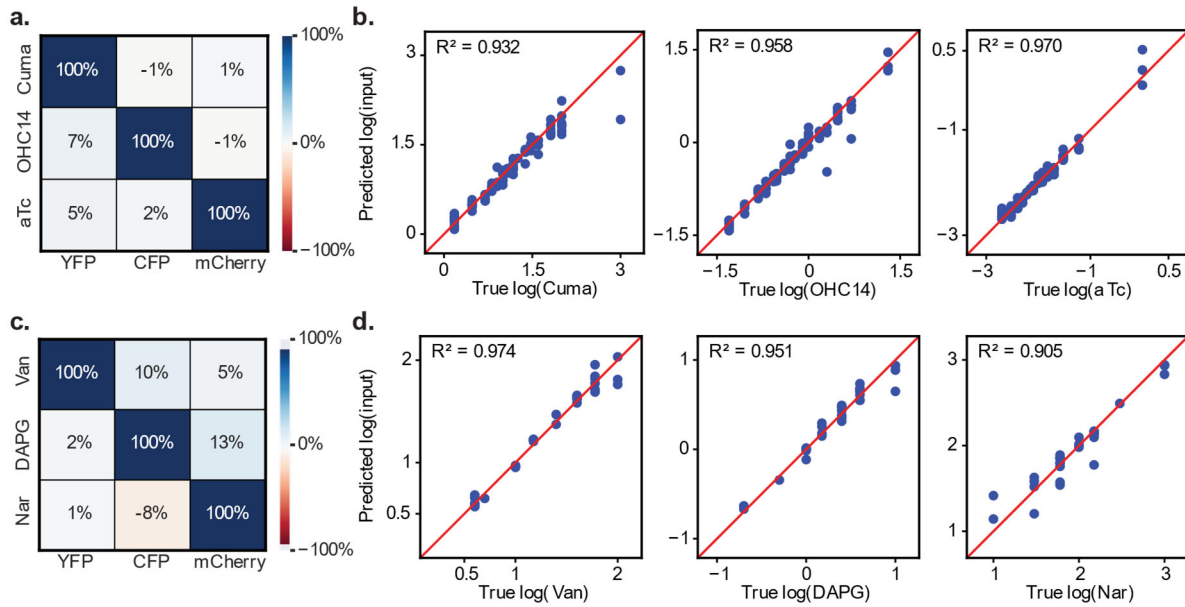 a.
Cuma
OHC14
aTc
100%
-1%
1%
7%
100%
-1%
5%
2%
100%
YFP
CFP
mCherry
100%
0%
−100%
b.
Predicted log(input)
R² = 0.932
3
1.5
0
0
1.5
3
True log(Cuma)
R² = 0.958
1.5
0
−1.5
−1.5
0
1.5
True log(OHC14)
R² = 0.970
0.5
−1
−3
−3
−1
0.5
True log(aTc)
c.
Van
DAPG
Nar
100%
10%
5%
2%
100%
13%
1%
-8%
100%
YFP
CFP
mCherry
100%
0%
−100%
d.
Predicted log(input)
R² = 0.974
2
1
0.5
0.5
1
2
True log(Van)
R² = 0.951
1
0
−1
−1
0
1
True log(DAPG)
R² = 0.905
3
2
1
1
2
3
True log(Nar)